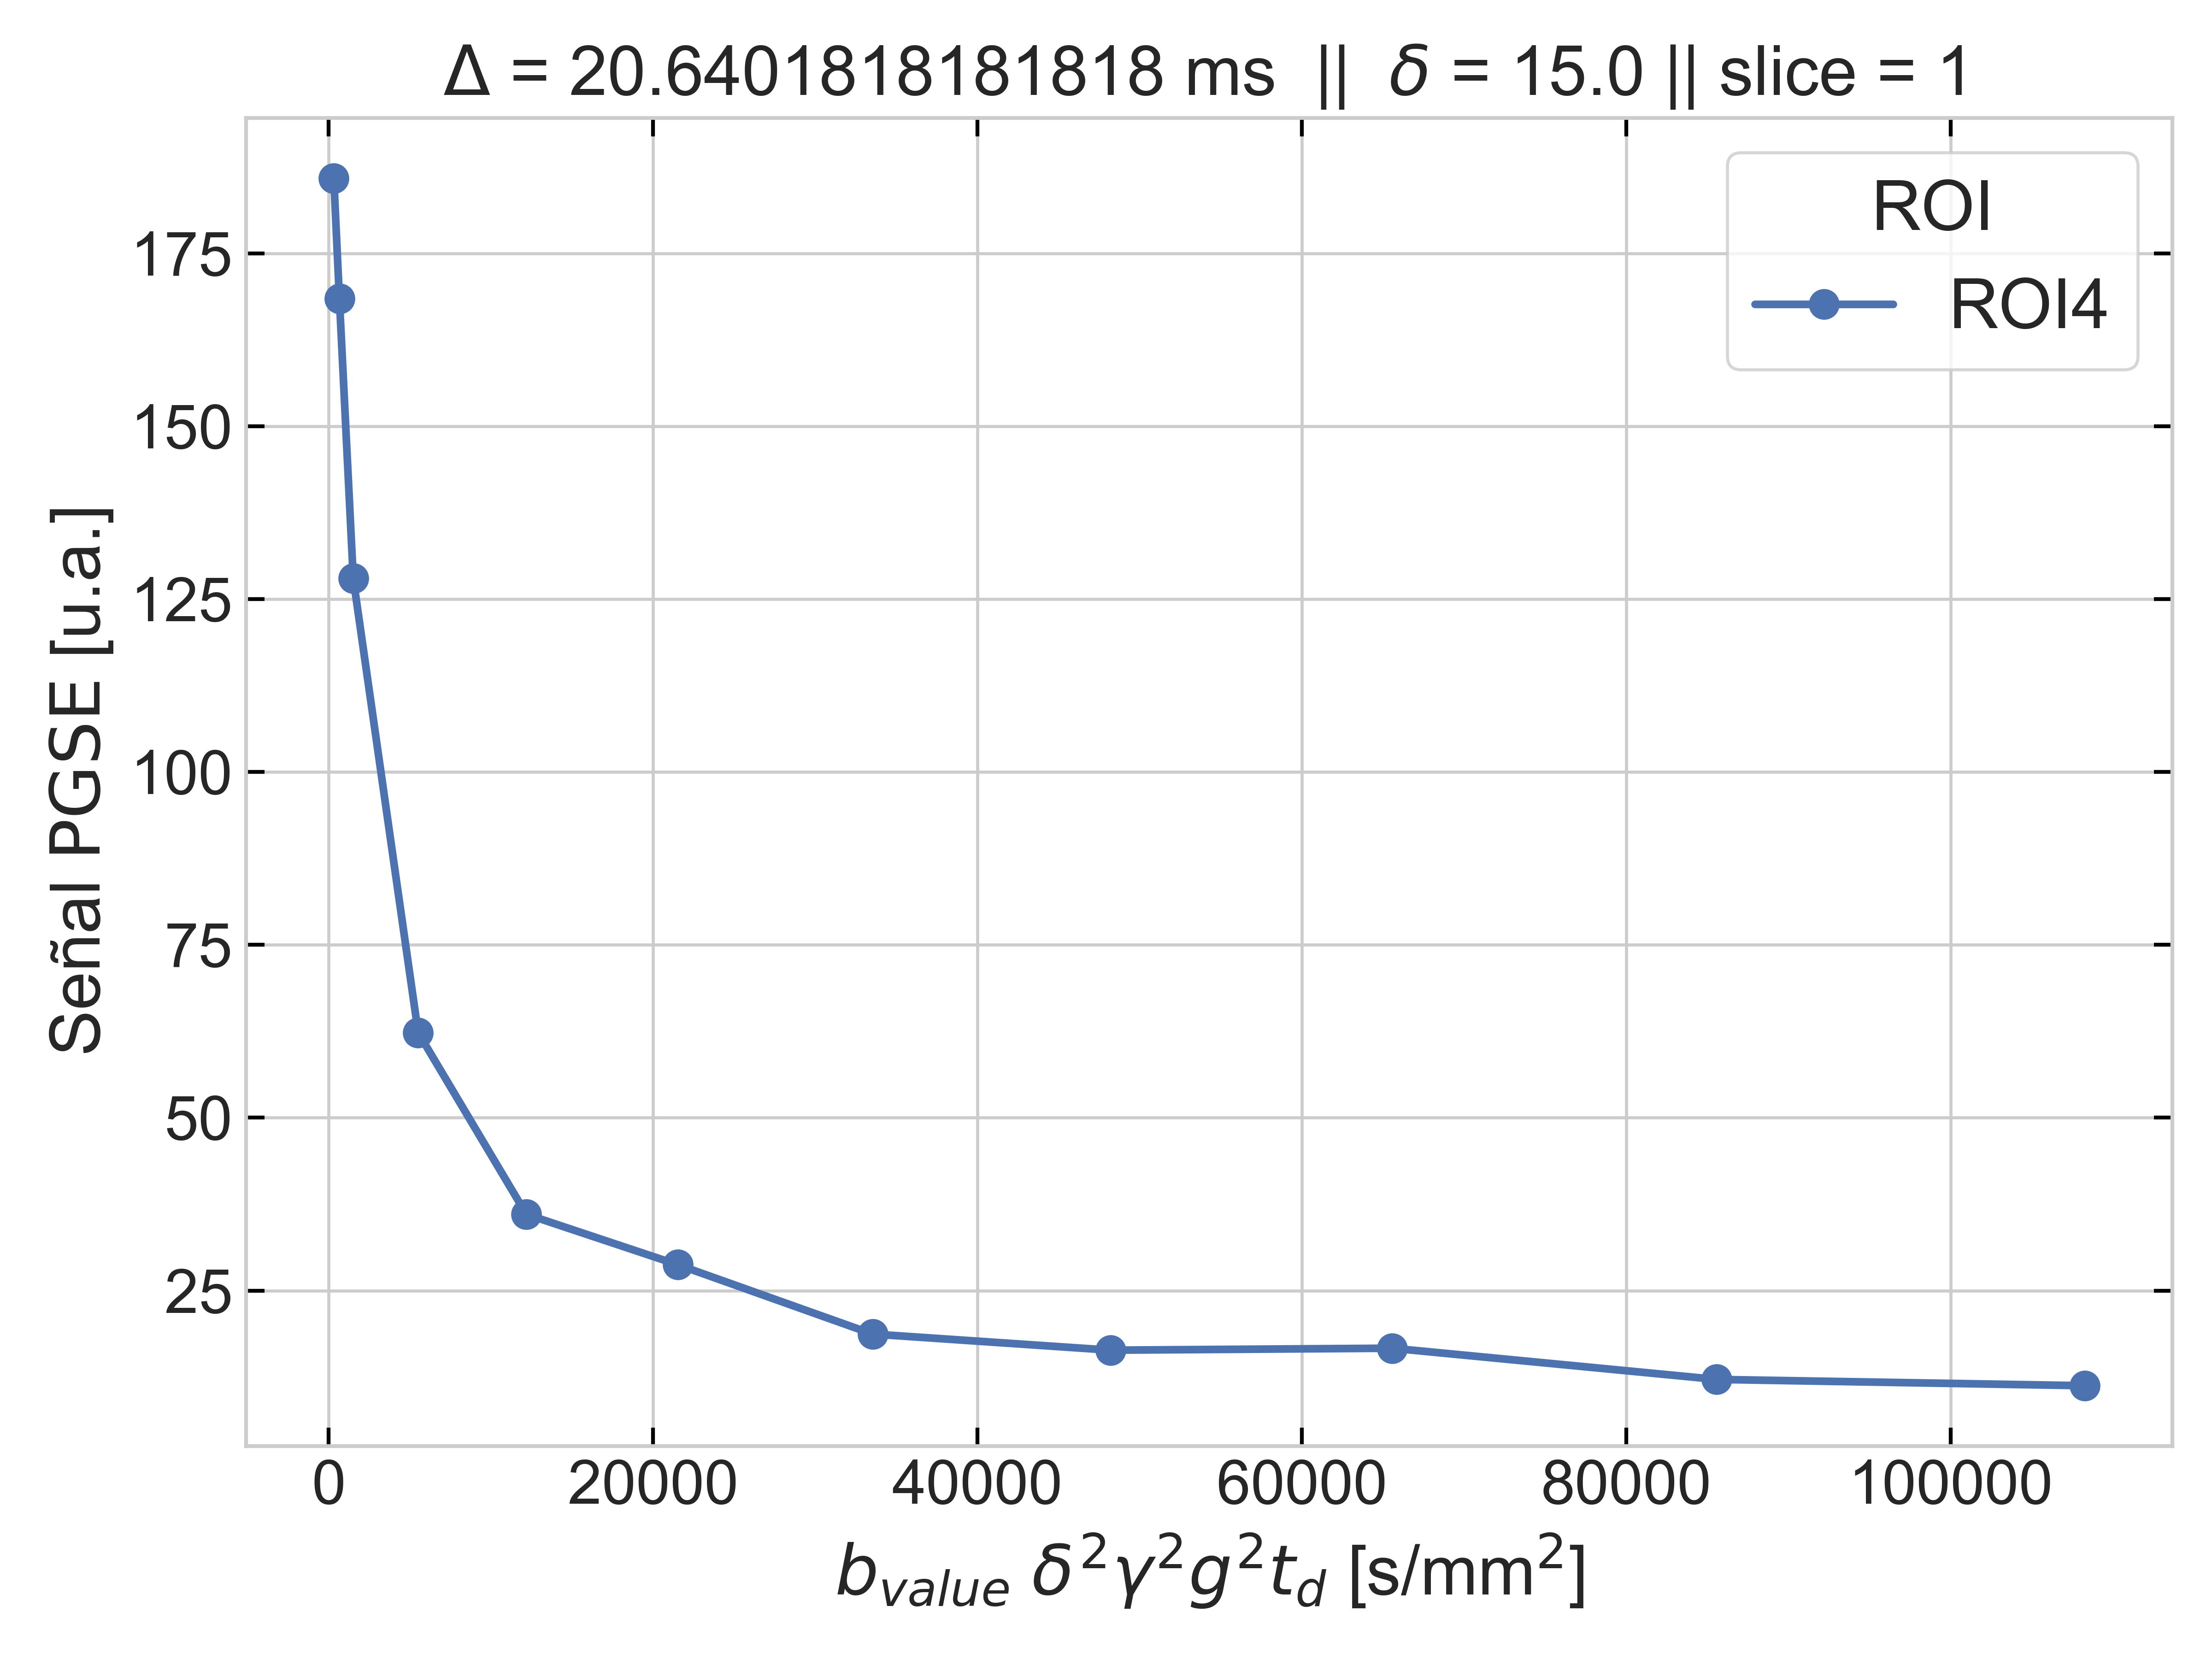 Δ = 20.640181818181818 ms || δ = 15.0 || slice = 1
ROI
ROI4
Señal PGSE [u.a.]
175
150
125
100
75
50
25
0 20000 40000 60000 80000 100000
b_value δ²γ²g²t_d [s/mm²]